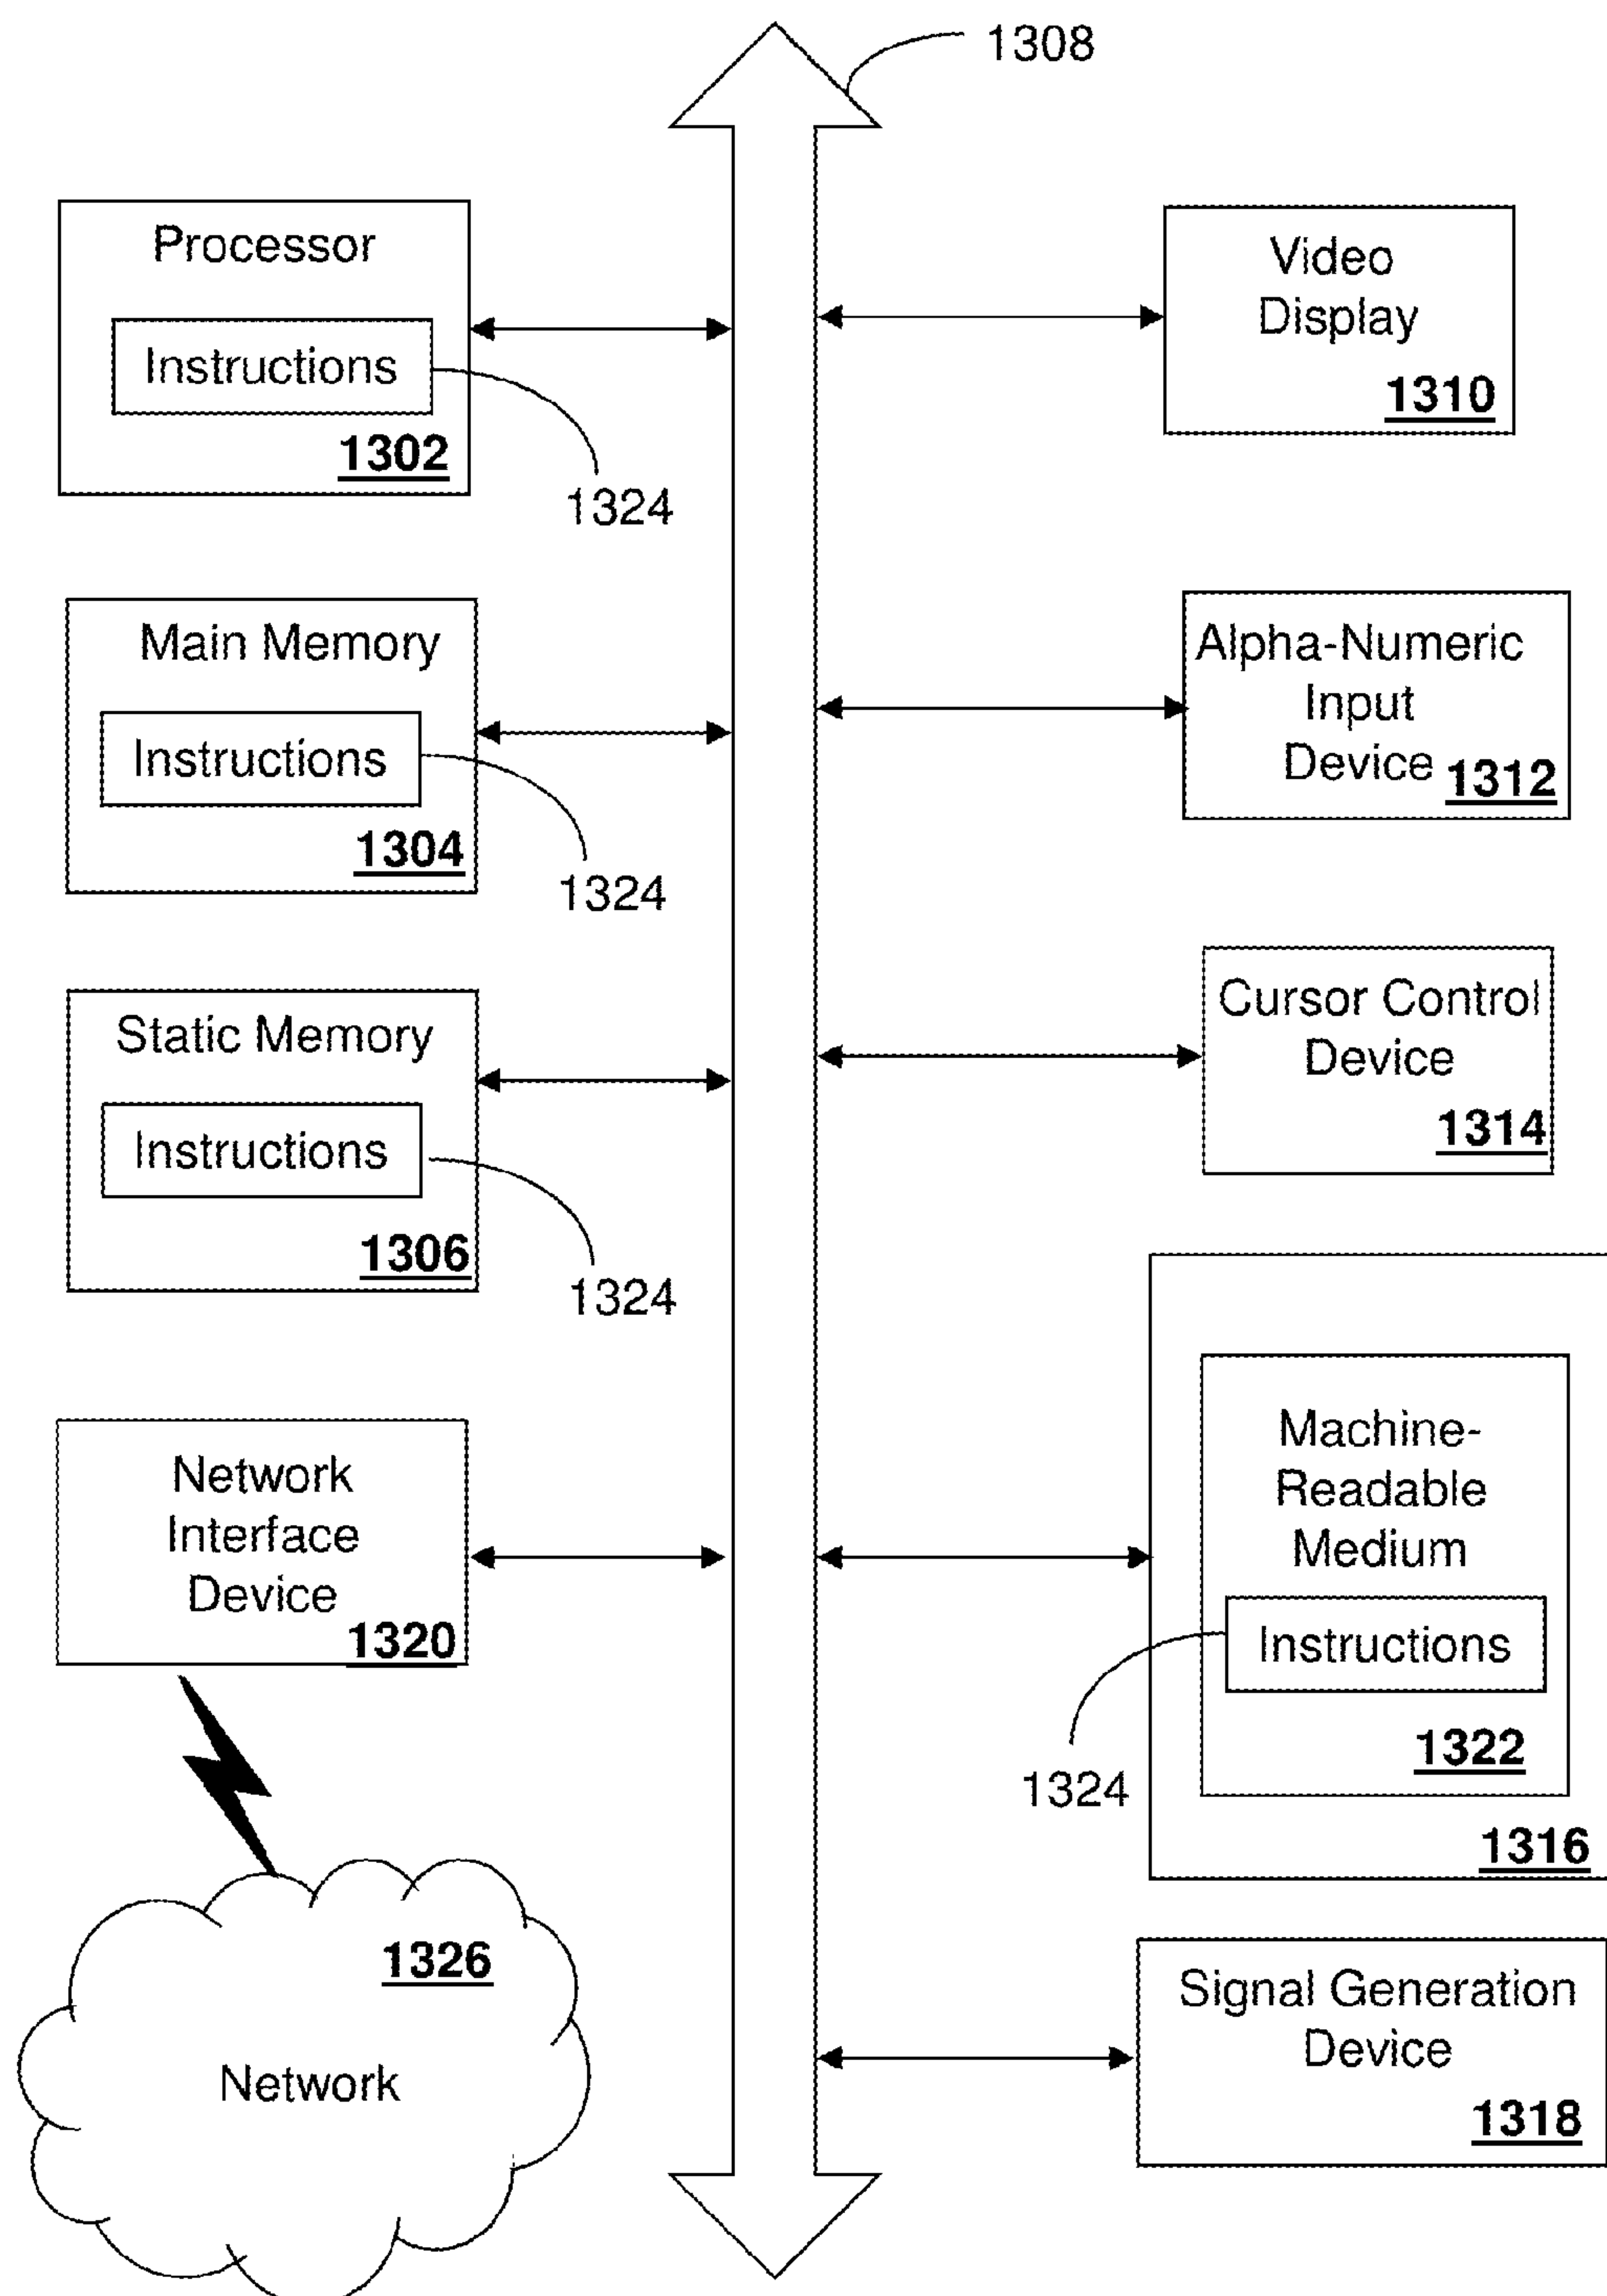 1308
Processor
Instructions
1302
1324
Main Memory
Instructions
1304
1324
Static Memory
Instructions
1306
1324
Network
Interface
Device
1320
1326
Network
Video
Display
1310
Alpha-Numeric
Input
Device
1312
Cursor Control
Device
1314
Machine-
Readable
Medium
Instructions
1322
1324
1316
Signal Generation
Device
1318